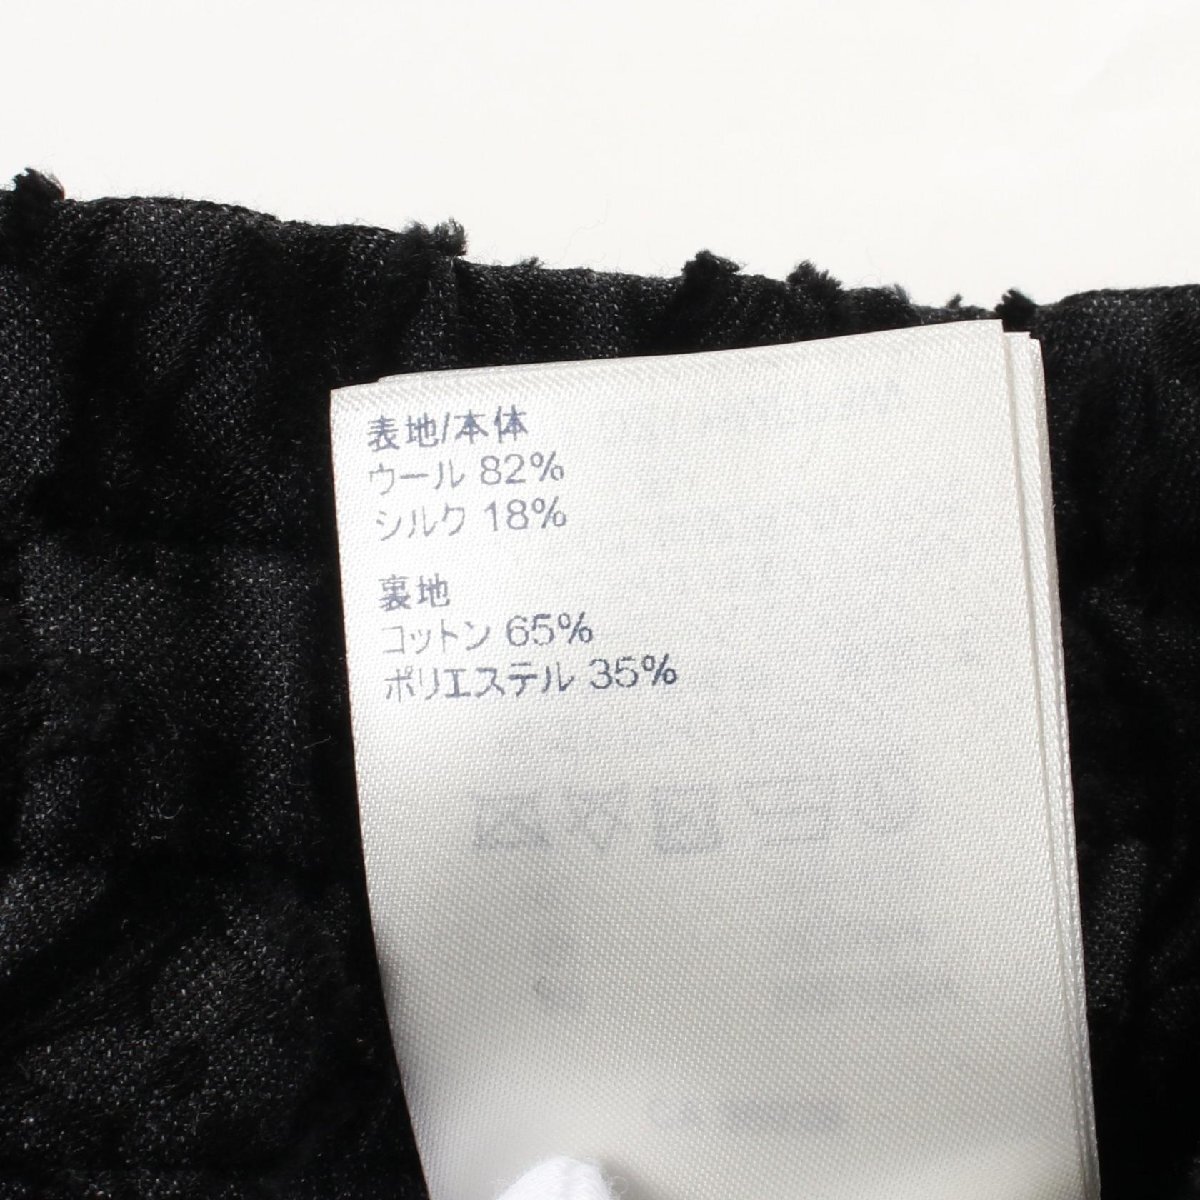 表地/本体
ウール 82%
シルク 18%
裏地
コットン 65%
ポリエステル 35%